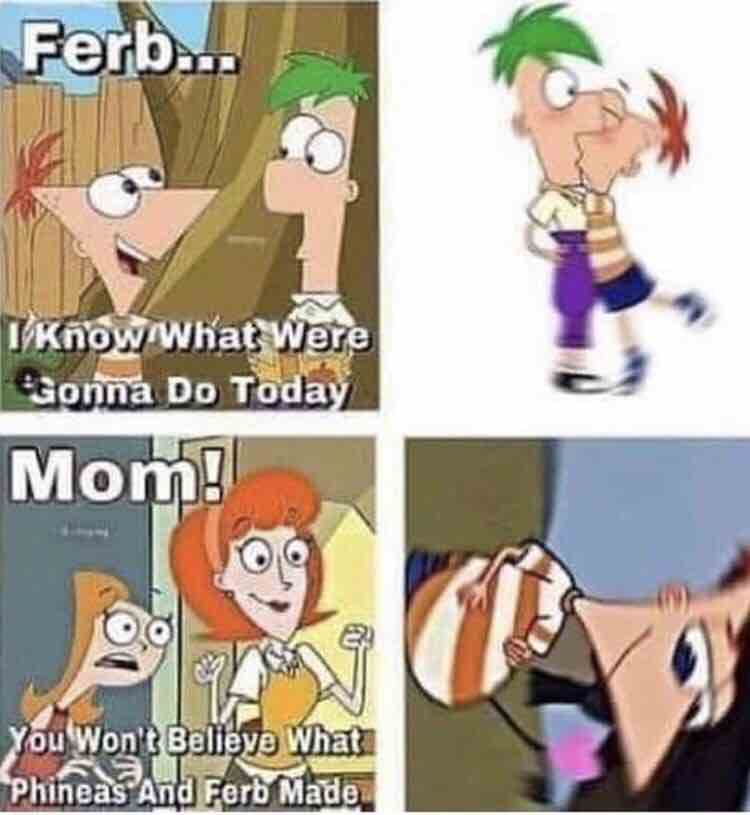 Ferb...
I Know What Were
Gonna Do Today
Mom!
You Won't Believe What
Phineas And Ferb Made